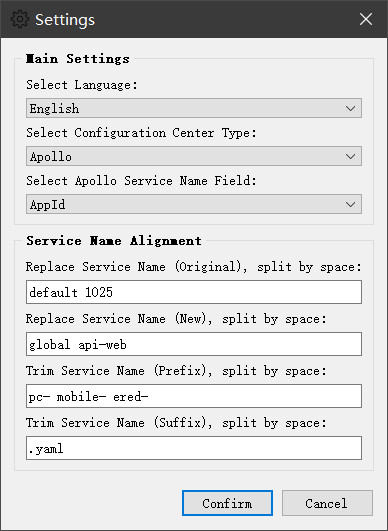 Settings
Main Settings
Select Language:
English
Select Configuration Center Type:
Apollo
Select Apollo Service Name Field:
AppId
Service Name Alignment
Replace Service Name (Original), split by space:
default 1025
Replace Service Name (New), split by space:
global api-web
Trim Service Name (Prefix), split by space:
pc- mobile- ered-
Trim Service Name (Suffix), split by space:
.yaml
Confirm Cancel